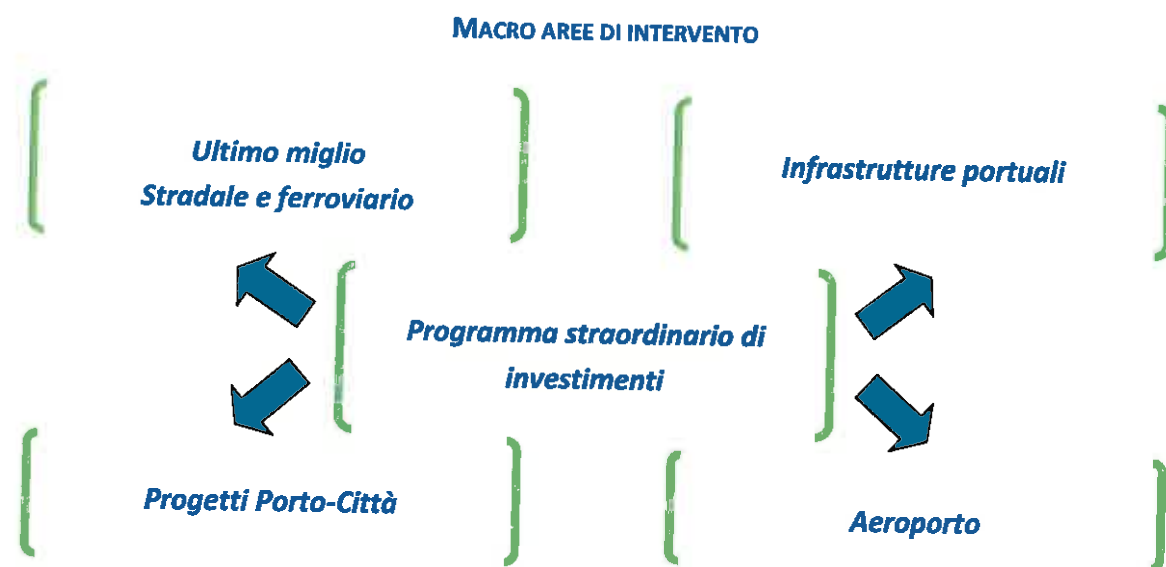 MACRO AREE DI INTERVENTO
Ultimo miglio
Stradale e ferroviario
Infrastrutture portuali
Programma straordinario di
investimenti
Progetti Porto-Città
Aeroporto